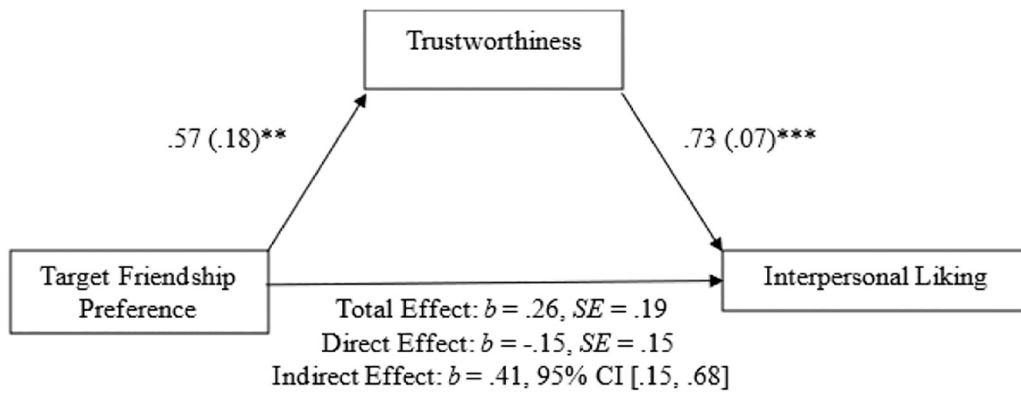 Trustworthiness
.57 (.18)**
.73 (.07)***
Target Friendship
Preference
Interpersonal Liking
Total Effect: b = .26, SE = .19
Direct Effect: b = -.15, SE = .15
Indirect Effect: b = .41, 95% CI [.15, .68]